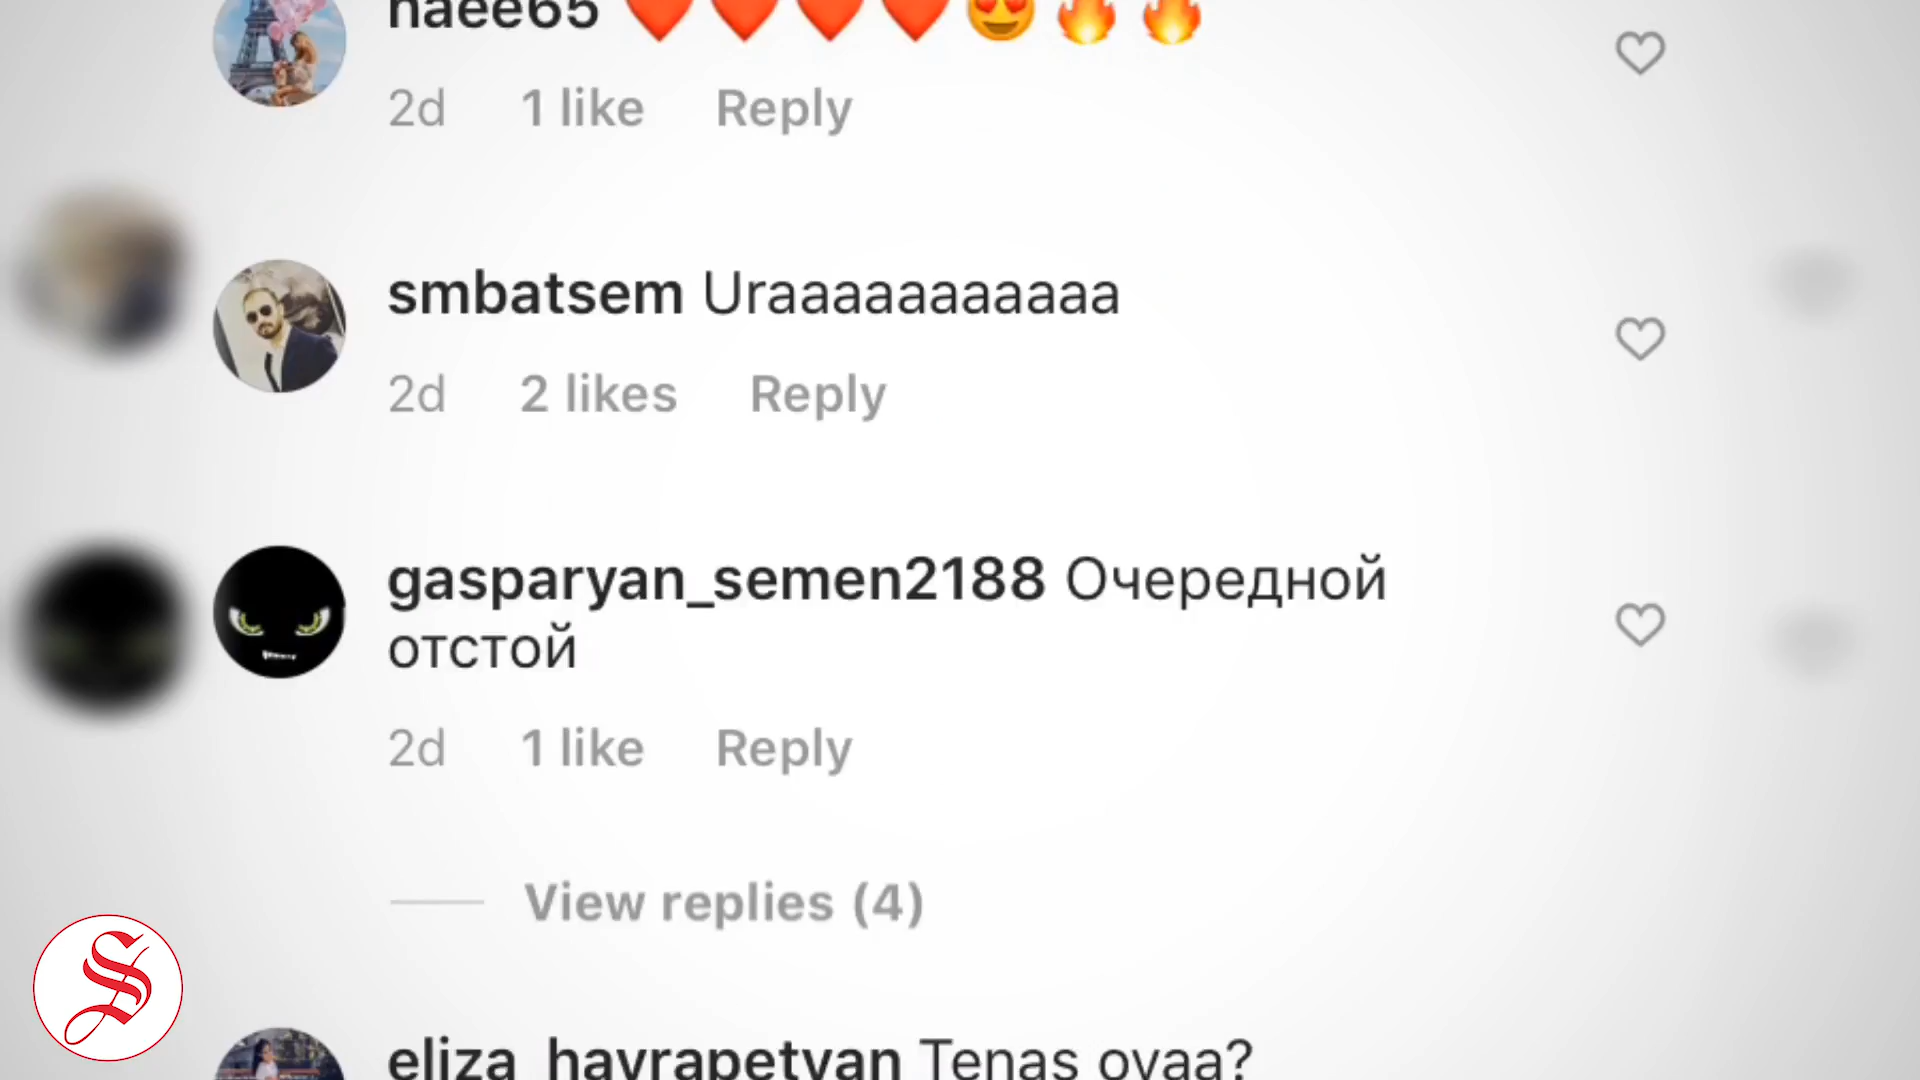 haee65 ❤️❤️❤️❤️😍🔥🔥
2d 1 like Reply
smbatsem Uraaaaaaaaaaa
2d 2 likes Reply
gasparyan_semen2188 Очередной
отстой
2d 1 like Reply
View replies (4)
eliza_hayrapetyan Tenas ovaa?
S